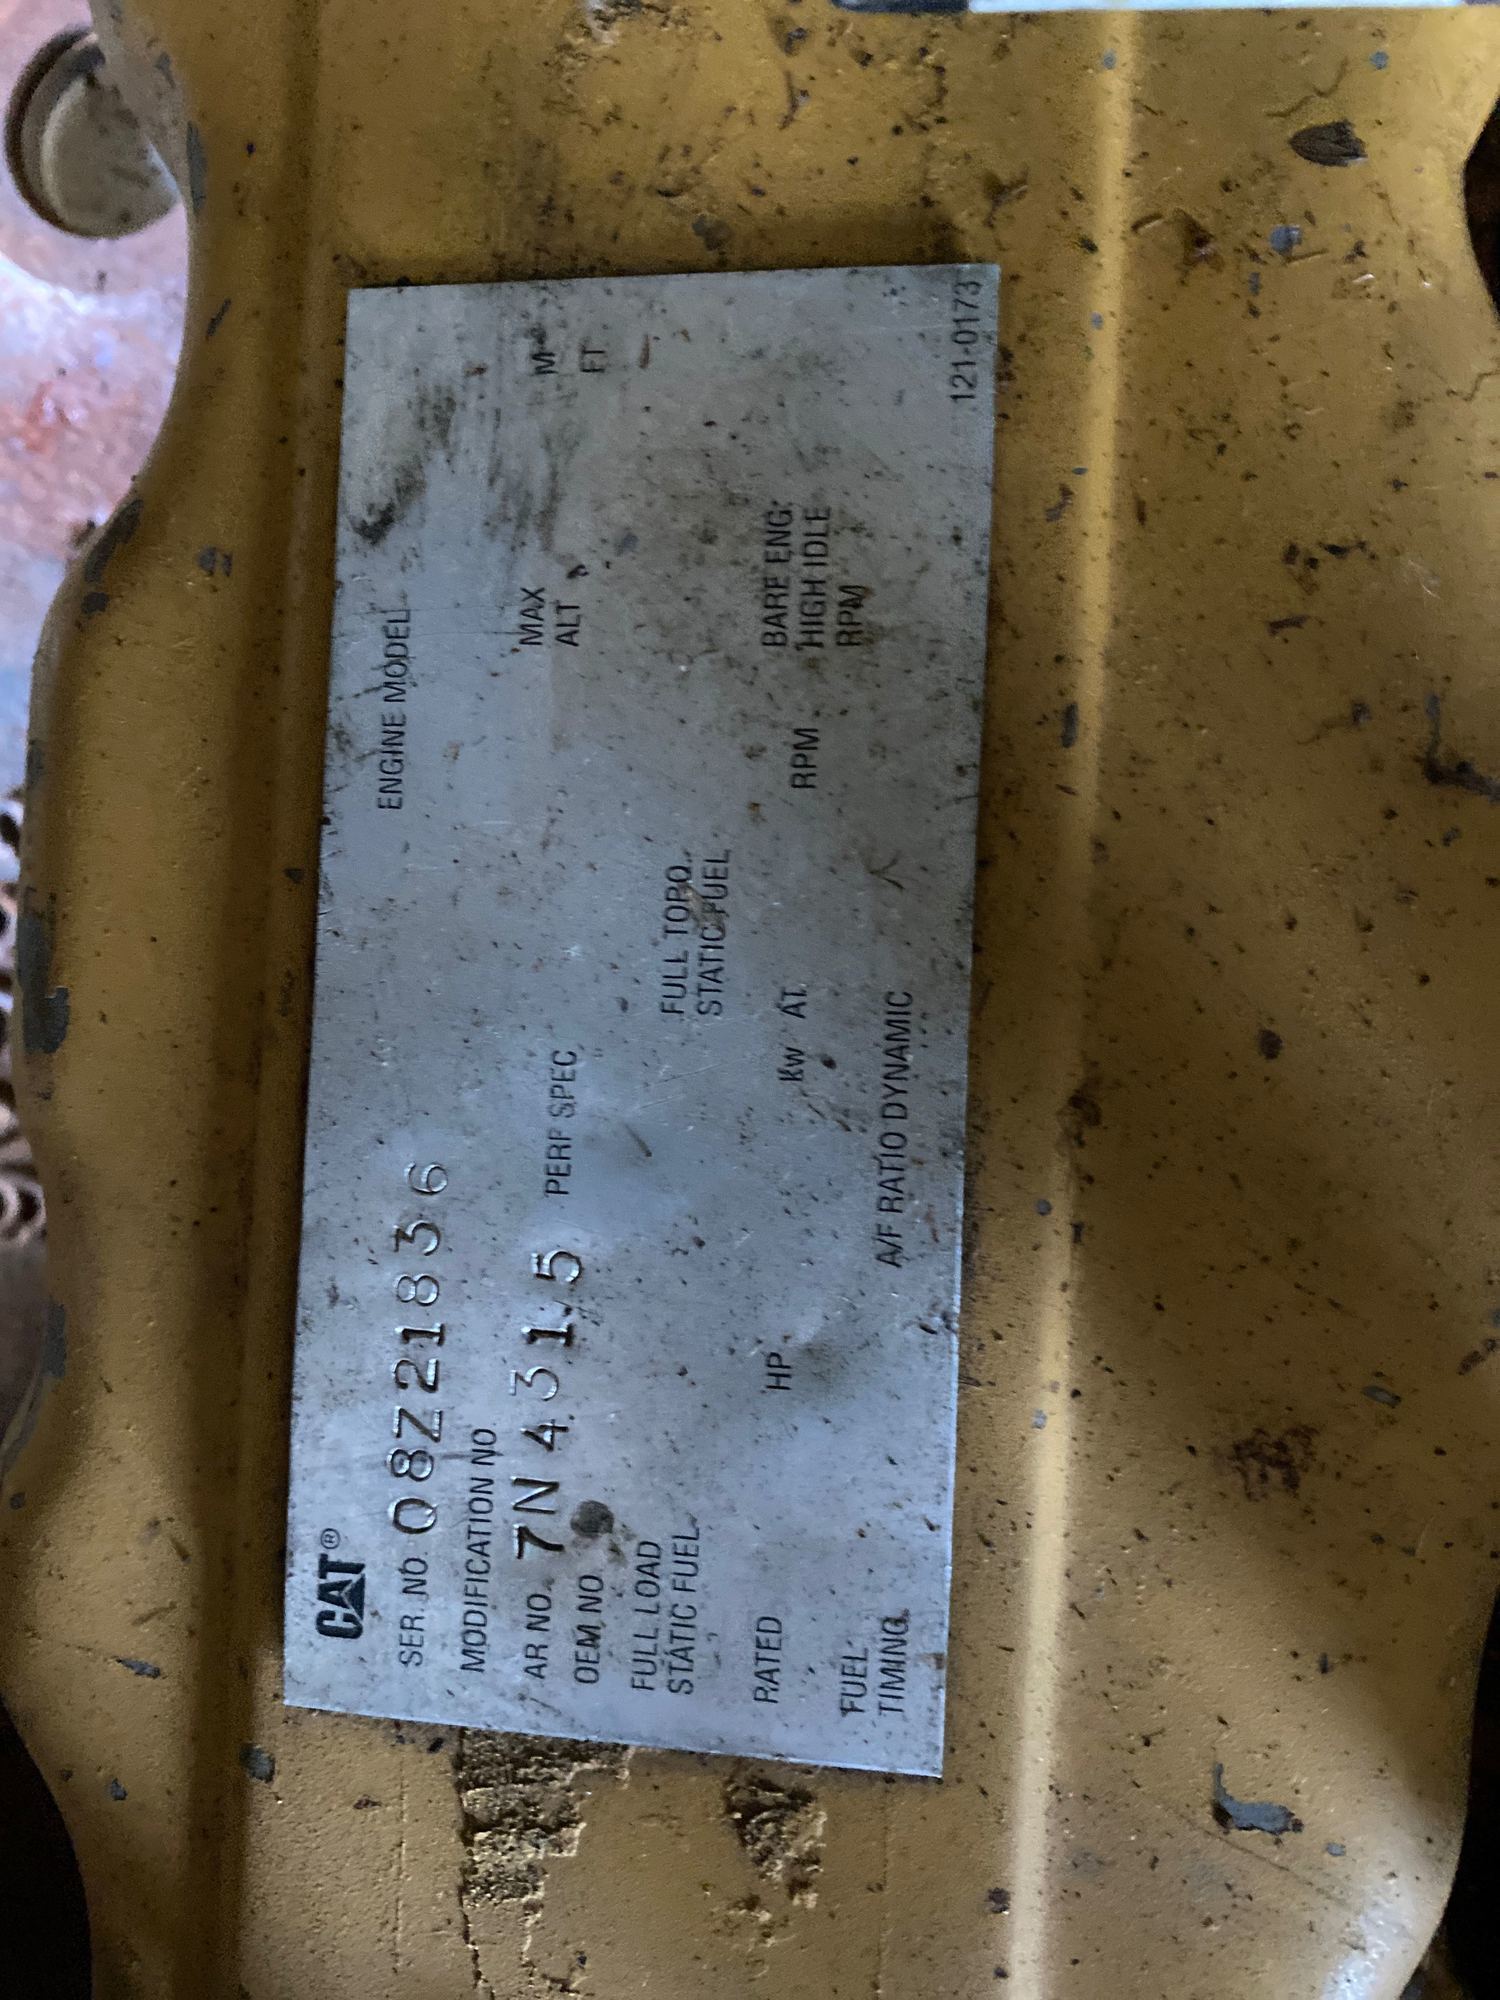 CAT®
SER. NO. 08Z21836 ENGINE MODEL
MODIFICATION NO
AR NO. 7N4315 PERF SPEC MAX ALT M FT
OEM NO
FULL LOAD STATIC FUEL FULL TORQ. STATIC FUEL
RATED HP Kw AT RPM BARE ENG. HIGH IDLE RPM
FUEL TIMING A/F RATIO DYNAMIC
121-0173